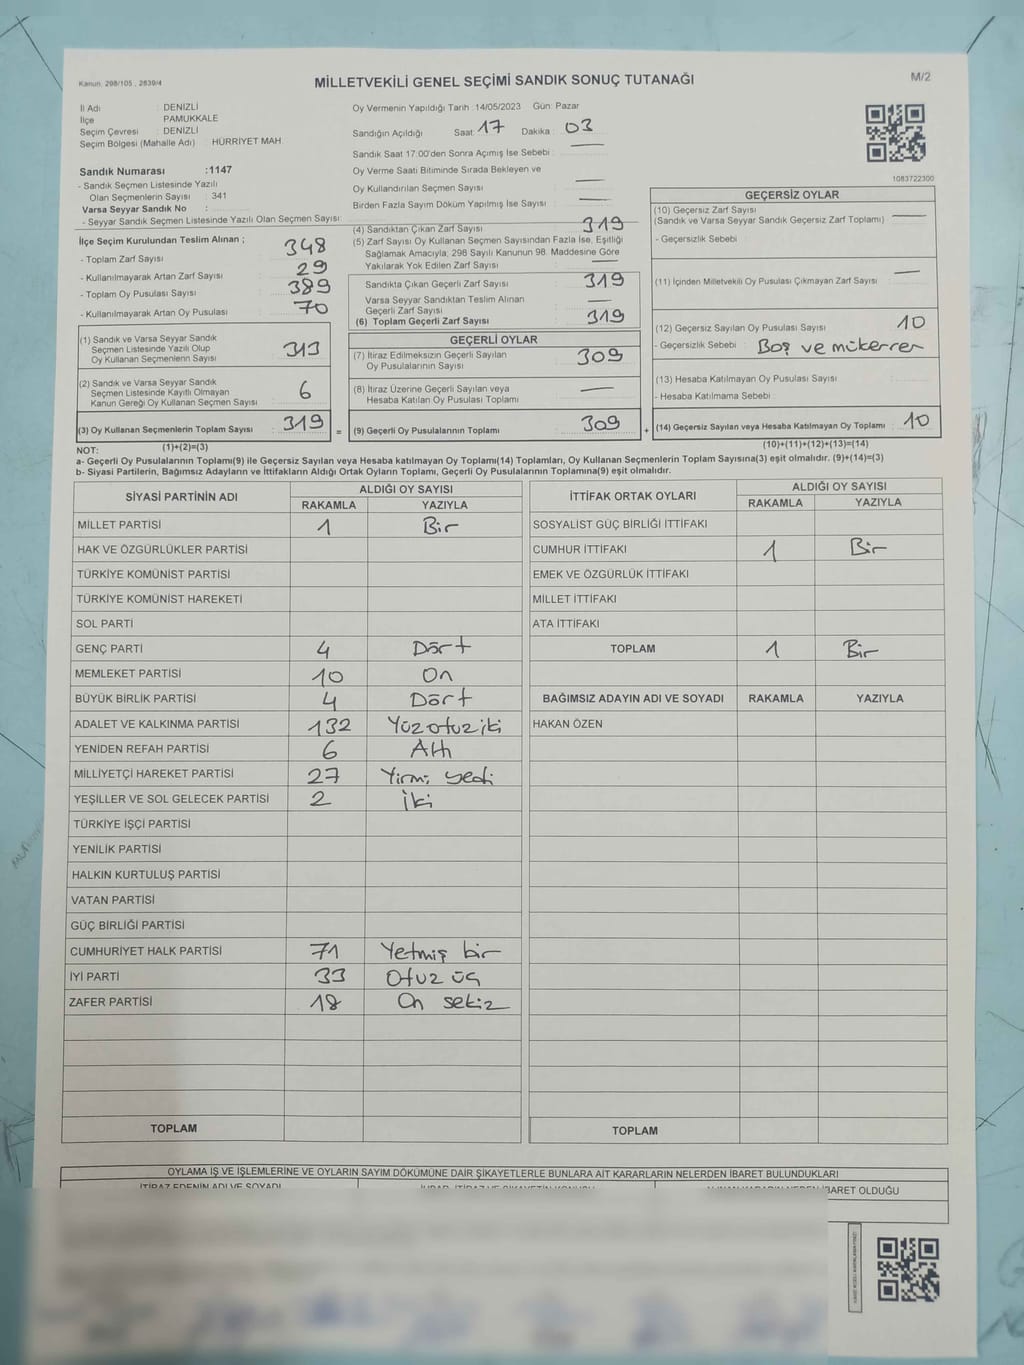 Kanun: 298/105, 2839/4
MİLLETVEKİLİ GENEL SEÇİMİ SANDIK SONUÇ TUTANAĞI
M/2
İl Adı : DENİZLİ
İlçe PAMUKKALE
Seçim Çevresi : DENİZLİ
Seçim Bölgesi (Mahalle Adı) : HÜRRİYET MAH.
Sandık Numarası :1147
- Sandık Seçmen Listesinde Yazılı
Olan Seçmenlerin Sayısı : 341
Varsa Seyyar Sandık No :
- Seyyar Sandık Seçmen Listesinde Yazılı Olan Seçmen Sayısı:
Oy Vermenin Yapıldığı Tarih : 14/05/2023 Gün: Pazar
Sandığın Açıldığı Saat: 17 Dakika : 03
Sandık Saat 17:00'den Sonra Açımış İse Sebebi : —
Oy Verme Saati Bitiminde Sırada Bekleyen ve
Oy Kullandırılan Seçmen Sayısı —
Birden Fazla Sayım Döküm Yapılmış İse Sayısı : —
1083722300
İlçe Seçim Kurulundan Teslim Alınan ;
- Toplam Zarf Sayısı : 348
- Kullanılmayarak Artan Zarf Sayısı : 29
- Toplam Oy Pusulası Sayısı : 389
- Kullanılmayarak Artan Oy Pusulası : 70
(1) Sandık ve Varsa Seyyar Sandık
Seçmen Listesinde Yazılı Olup
Oy Kullanan Seçmenlerin Sayısı : 313
(2) Sandık ve Varsa Seyyar Sandık
Seçmen Listesinde Kayıtlı Olmayan
Kanun Gereği Oy Kullanan Seçmen Sayısı : 6
(3) Oy Kullanan Seçmenlerin Toplam Sayısı : 319
=
(4) Sandıktan Çıkan Zarf Sayısı : 319
(5) Zarf Sayısı Oy Kullanan Seçmen Sayısından Fazla İse, Eşitliği
Sağlamak Amacıyla; 298 Sayılı Kanunun 98. Maddesine Göre
Yakılarak Yok Edilen Zarf Sayısı : —
Sandıkta Çıkan Geçerli Zarf Sayısı : 319
Varsa Seyyar Sandıktan Teslim Alınan
Geçerli Zarf Sayısı : —
(6) Toplam Geçerli Zarf Sayısı : 319
GEÇERLİ OYLAR
(7) İtiraz Edilmeksizin Geçerli Sayılan
Oy Pusulalarının Sayısı : 309
(8) İtiraz Üzerine Geçerli Sayılan veya
Hesaba Katılan Oy Pusulası Toplamı : —
(9) Geçerli Oy Pusulalarının Toplamı : 309
+
GEÇERSİZ OYLAR
(10) Geçersiz Zarf Sayısı
(Sandık ve Varsa Seyyar Sandık Geçersiz Zarf Toplamı) : —
- Geçersizlik Sebebi :
(11) İçinden Milletvekili Oy Pusulası Çıkmayan Zarf Sayısı : —
(12) Geçersiz Sayılan Oy Pusulası Sayısı : 10
- Geçersizlik Sebebi : Boş ve mükerrer
(13) Hesaba Katılmayan Oy Pusulası Sayısı :
- Hesaba Katılmama Sebebi :
(14) Geçersiz Sayılan veya Hesaba Katılmayan Oy Toplamı : 10
NOT: (1)+(2)=(3)
(10)+(11)+(12)+(13)=(14)
a- Geçerli Oy Pusulalarının Toplamı(9) ile Geçersiz Sayılan veya Hesaba katılmayan Oy Toplamı(14) Toplamları, Oy Kullanan Seçmenlerin Toplam Sayısına(3) eşit olmalıdır. (9)+(14)=(3)
b- Siyasi Partilerin, Bağımsız Adayların ve İttifakların Aldığı Ortak Oyların Toplamı, Geçerli Oy Pusulalarının Toplamına(9) eşit olmalıdır.
SİYASİ PARTİNİN ADI ALDIĞI OY SAYISI
RAKAMLA YAZIYLA
MİLLET PARTİSİ 1 Bir
HAK VE ÖZGÜRLÜKLER PARTİSİ
TÜRKİYE KOMÜNİST PARTİSİ
TÜRKİYE KOMÜNİST HAREKETİ
SOL PARTİ
GENÇ PARTİ 4 Dört
MEMLEKET PARTİSİ 10 On
BÜYÜK BİRLİK PARTİSİ 4 Dört
ADALET VE KALKINMA PARTİSİ 132 Yüz otuz iki
YENİDEN REFAH PARTİSİ 6 Altı
MİLLİYETÇİ HAREKET PARTİSİ 27 Yirmi yedi
YEŞİLLER VE SOL GELECEK PARTİSİ 2 İki
TÜRKİYE İŞÇİ PARTİSİ
YENİLİK PARTİSİ
HALKIN KURTULUŞ PARTİSİ
VATAN PARTİSİ
GÜÇ BİRLİĞİ PARTİSİ
CUMHURİYET HALK PARTİSİ 71 Yetmiş bir
İYİ PARTİ 33 Otuz üç
ZAFER PARTİSİ 18 On sekiz
TOPLAM
İTTİFAK ORTAK OYLARI ALDIĞI OY SAYISI
RAKAMLA YAZIYLA
SOSYALİST GÜÇ BİRLİĞİ İTTİFAKI
CUMHUR İTTİFAKI 1 Bir
EMEK VE ÖZGÜRLÜK İTTİFAKI
MİLLET İTTİFAKI
ATA İTTİFAKI
TOPLAM 1 Bir
BAĞIMSIZ ADAYIN ADI VE SOYADI RAKAMLA YAZIYLA
HAKAN ÖZEN
TOPLAM
OYLAMA İŞ VE İŞLEMLERİNE VE OYLARIN SAYIM DÖKÜMÜNE DAİR ŞİKAYETLERLE BUNLARA AİT KARARLARIN NELERDEN İBARET BULUNDUKLARI
İTİRAZ EDENİN ADI VE SOYADI
İBARET OLDUĞU